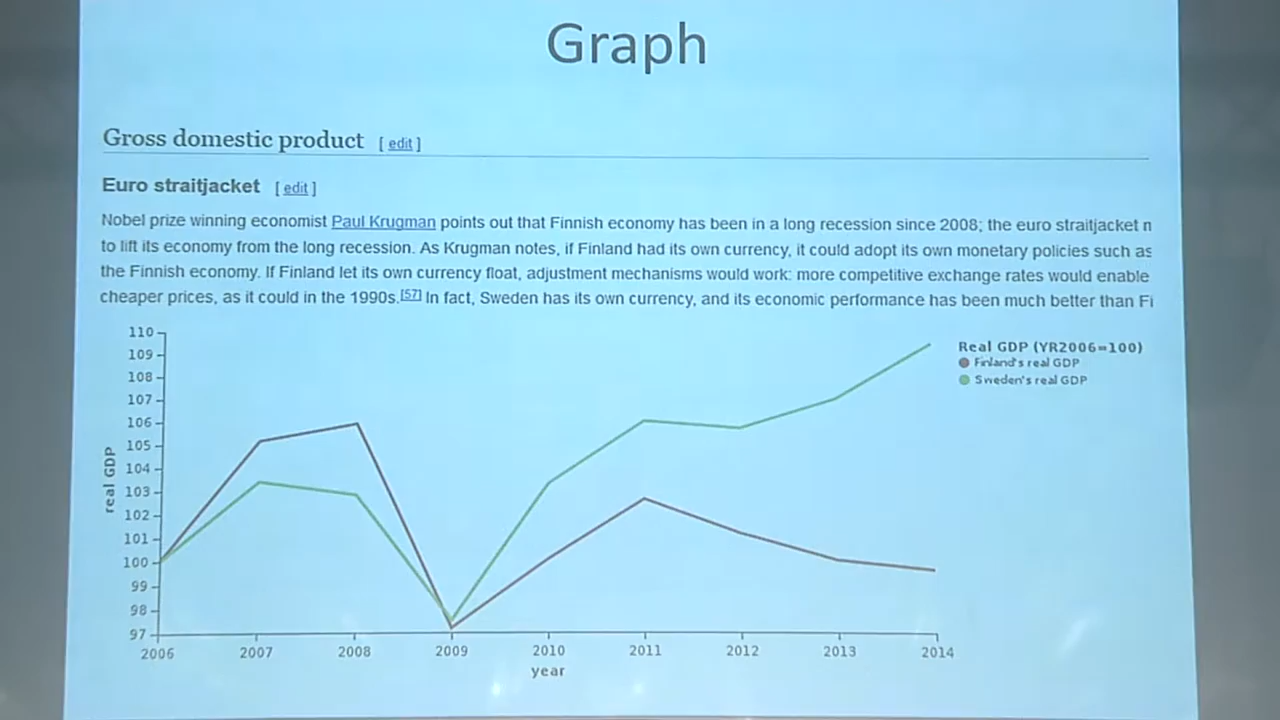 Graph
Gross domestic product [ edit ]
Euro straitjacket [ edit ]
Nobel prize winning economist Paul Krugman points out that Finnish economy has been in a long recession since 2008; the euro straitjacket n
to lift its economy from the long recession. As Krugman notes, if Finland had its own currency, it could adopt its own monetary policies such as
the Finnish economy. If Finland let its own currency float, adjustment mechanisms would work: more competitive exchange rates would enable
cheaper prices, as it could in the 1990s.[57] In fact, Sweden has its own currency, and its economic performance has been much better than Fi
110
109
108
107
106
105
104
103
102
101
100
99
98
97
real GDP
2006 2007 2008 2009 2010 2011 2012 2013 2014
year
Real GDP (YR2006=100)
Finland's real GDP
Sweden's real GDP